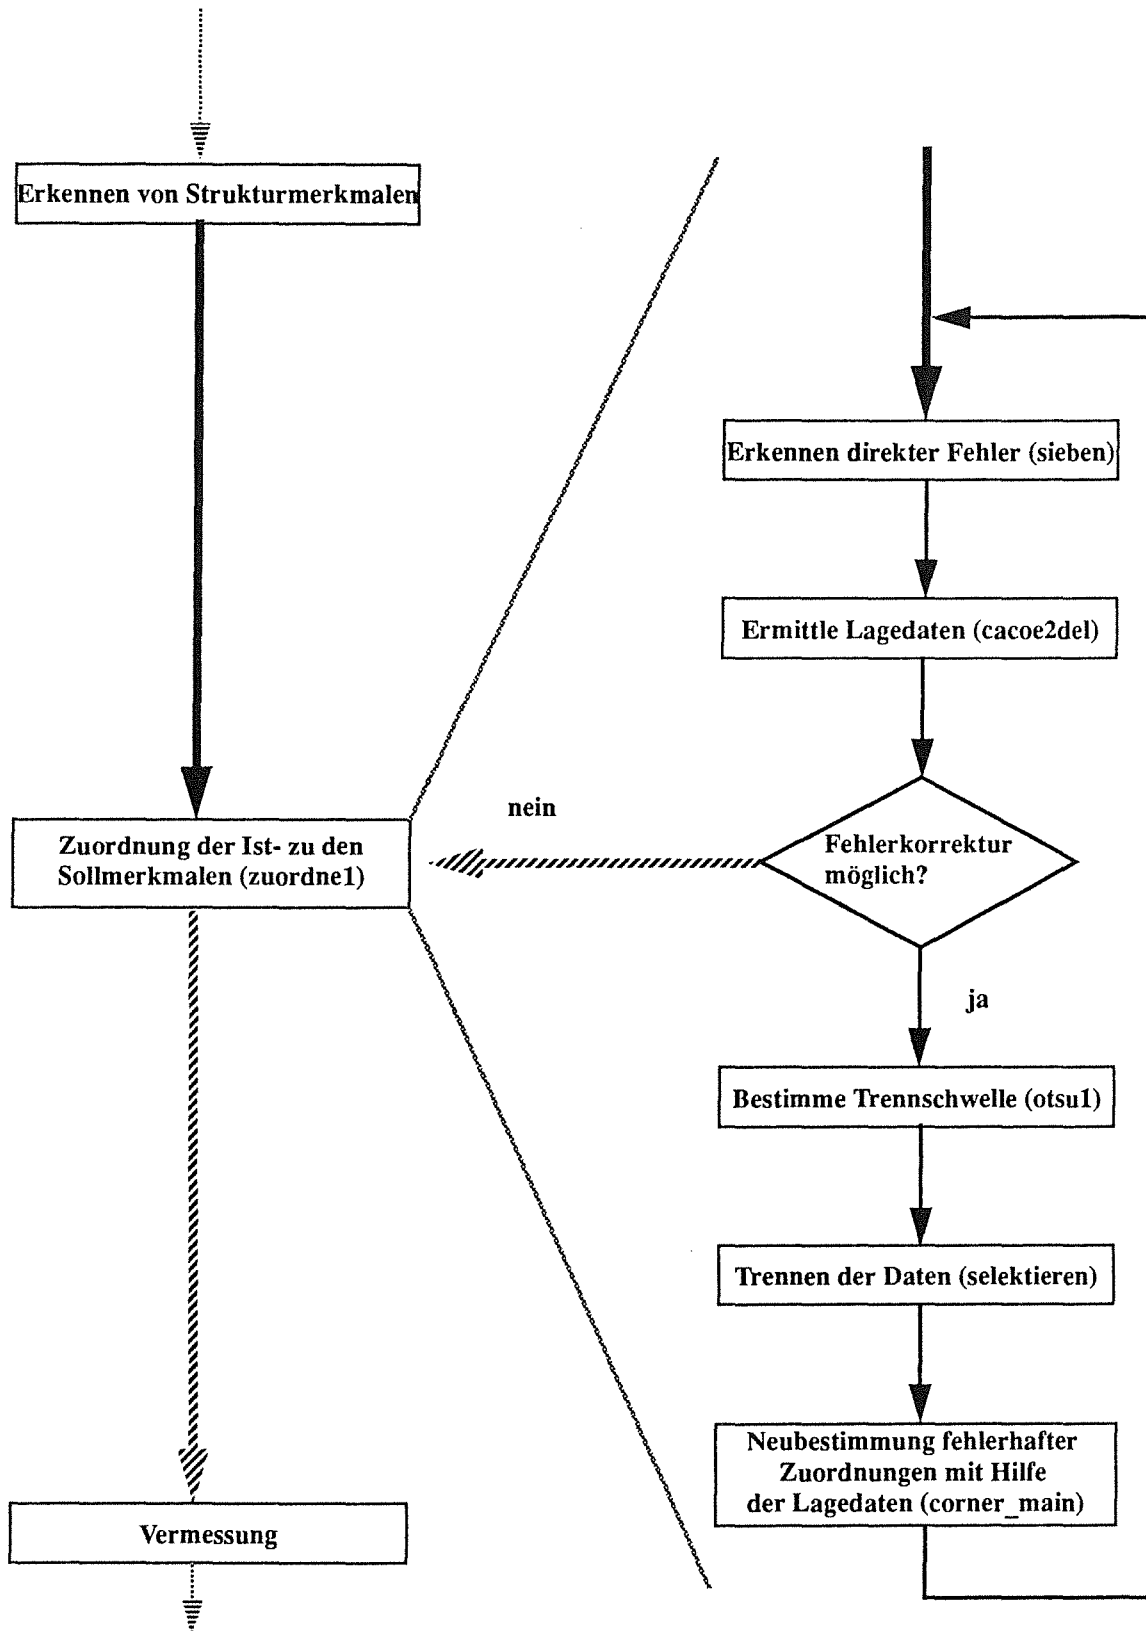 Erkennen von Strukturmerkmalen
Zuordnung der Ist- zu den
Sollmerkmalen (zuordne1)
Vermessung
Erkennen direkter Fehler (sieben)
Ermittle Lagedaten (cacoe2del)
nein
Fehlerkorrektur
möglich?
ja
Bestimme Trennschwelle (otsu1)
Trennen der Daten (selektieren)
Neubestimmung fehlerhafter
Zuordnungen mit Hilfe
der Lagedaten (corner_main)